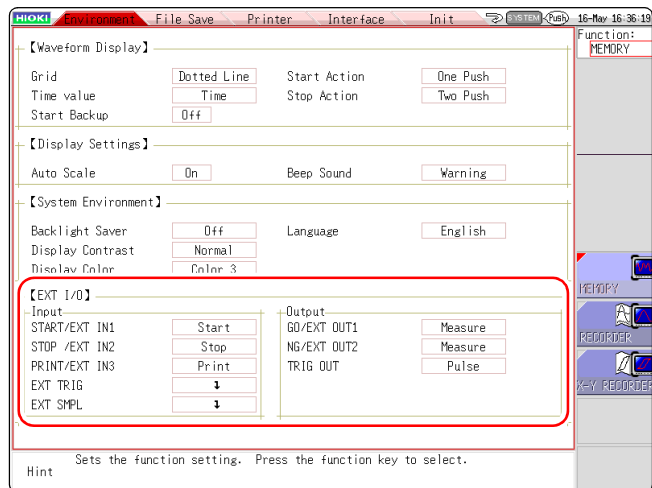 HIOKI Environment File Save Printer Interface Init SYSTEM Push 16-May 16:36:19
Function:
MEMORY
【Waveform Display】
Grid Dotted Line Start Action One Push
Time value Time Stop Action Two Push
Start Backup Off
【Display Settings】
Auto Scale On Beep Sound Warning
【System Environment】
Backlight Saver Off Language English
Display Contrast Normal
Display Color Color 3
【EXT I/O】
Input Output
START/EXT IN1 Start GO/EXT OUT1 Measure
STOP /EXT IN2 Stop NG/EXT OUT2 Measure
PRINT/EXT IN3 Print TRIG OUT Pulse
EXT TRIG ↴
EXT SMPL ↴
MEMORY
RECORDER
X-Y RECORDER
Sets the function setting. Press the function key to select.
Hint